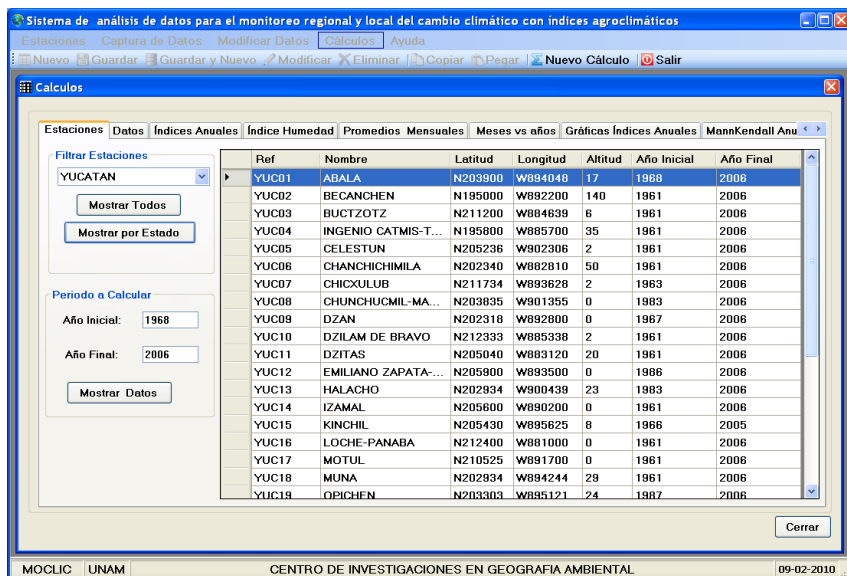 Sistema de análisis de datos para el monitoreo regional y local del cambio climático con índices agroclimáticos
Estaciones Captura de Datos Modificar Datos Cálculos Ayuda
Nuevo Guardar Guardar y Nuevo Modificar Eliminar Copiar Pegar Nuevo Cálculo Salir
Calculos
Estaciones Datos Índices Anuales Índice Humedad Promedios Mensuales Meses vs años Gráficas Índices Anuales MannKendall Anu
Filtrar Estaciones
YUCATAN
Mostrar Todos
Mostrar por Estado
Periodo a Calcular
Año Inicial: 1968
Año Final: 2006
Mostrar Datos
Ref Nombre Latitud Longitud Altitud Año Inicial Año Final
YUC01 ABALA N203900 W894048 17 1968 2006
YUC02 BECANCHEN N195000 W892200 140 1961 2006
YUC03 BUCTZOTZ N211200 W884639 6 1961 2006
YUC04 INGENIO CATMIS-T... N195800 W885700 35 1961 2006
YUC05 CELESTUN N205236 W902306 2 1961 2006
YUC06 CHANCHICHIMILA N202340 W882810 50 1961 2006
YUC07 CHICXULUB N211734 W893628 2 1963 2006
YUC08 CHUNCHUCMIL-MA... N203835 W901355 0 1983 2006
YUC09 DZAN N202318 W892800 0 1967 2006
YUC10 DZILAM DE BRAVO N212333 W885338 2 1961 2006
YUC11 DZITAS N205040 W883120 20 1961 2006
YUC12 EMILIANO ZAPATA-... N205900 W893500 0 1986 2006
YUC13 HALACHO N202934 W900439 23 1983 2006
YUC14 IZAMAL N205600 W890200 0 1961 2006
YUC15 KINCHIL N205430 W895625 8 1966 2005
YUC16 LOCHE-PANABA N212400 W881000 0 1961 2006
YUC17 MOTUL N210525 W891700 0 1961 2006
YUC18 MUNA N202934 W894244 29 1961 2006
YUC19 OPICHEN N203303 W895121 24 1987 2006
Cerrar
MOCLIC UNAM CENTRO DE INVESTIGACIONES EN GEOGRAFIA AMBIENTAL 09-02-2010